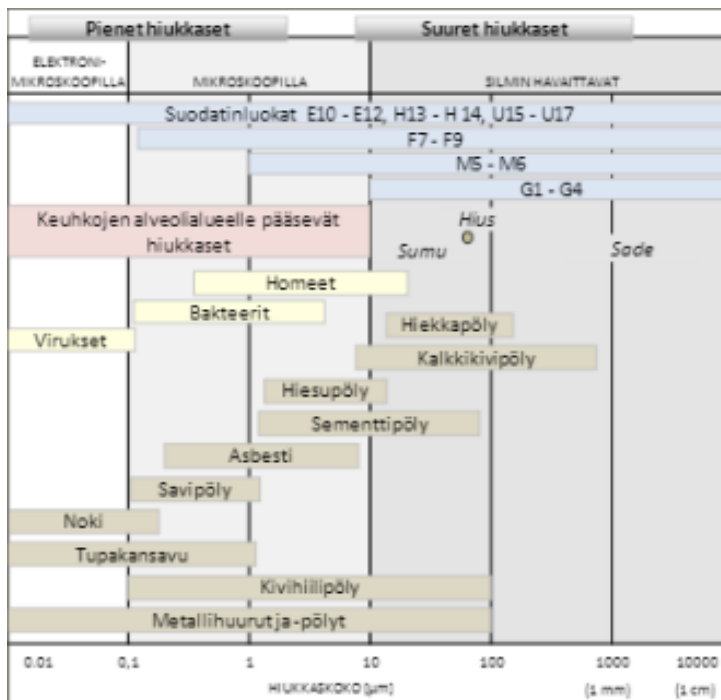 Pienet hiukkaset
Suuret hiukkaset
ELEKTRONI-
MIKROSKOOPILLA
MIKROSKOOPILLA
SILMIN HAVAITTAVAT
Suodatinluokat E10 - E12, H13 - H 14, U15 - U17
F7 - F9
M5 - M6
G1 - G4
Keuhkojen alveolialueelle pääsevät
hiukkaset
Hius
Sumu
Sade
Homeet
Bakteerit
Hiekkapöly
Virukset
Kalkkikivipöly
Hiesupöly
Sementtipöly
Asbesti
Savipöly
Noki
Tupakansavu
Kivihiilipöly
Metallihuurut ja -pölyt
0.01 0,1 1 10 100 1000 10000
HIUKKASKOKO [µm] (1 mm) (1 cm)